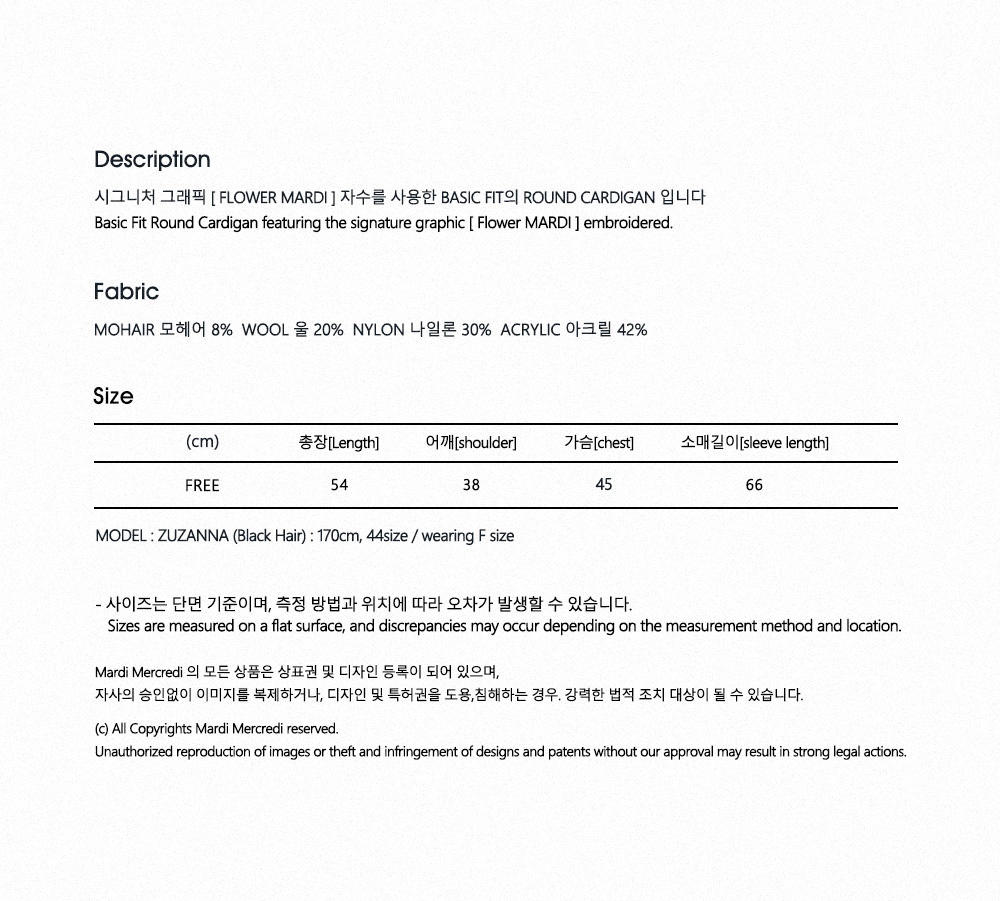 Description
시그니처 그래픽 [ FLOWER MARDI ] 자수를 사용한 BASIC FIT의 ROUND CARDIGAN 입니다
Basic Fit Round Cardigan featuring the signature graphic [ Flower MARDI ] embroidered.
Fabric
MOHAIR 모헤어 8% WOOL 울 20% NYLON 나일론 30% ACRYLIC 아크릴 42%
Size
(cm) 총장[Length] 어깨[shoulder] 가슴[chest] 소매길이[sleeve length]
FREE 54 38 45 66
MODEL : ZUZANNA (Black Hair) : 170cm, 44size / wearing F size
- 사이즈는 단면 기준이며, 측정 방법과 위치에 따라 오차가 발생할 수 있습니다.
Sizes are measured on a flat surface, and discrepancies may occur depending on the measurement method and location.
Mardi Mercredi 의 모든 상품은 상표권 및 디자인 등록이 되어 있으며,
자사의 승인없이 이미지를 복제하거나, 디자인 및 특허권을 도용,침해하는 경우. 강력한 법적 조치 대상이 될 수 있습니다.
(c) All Copyrights Mardi Mercredi reserved.
Unauthorized reproduction of images or theft and infringement of designs and patents without our approval may result in strong legal actions.